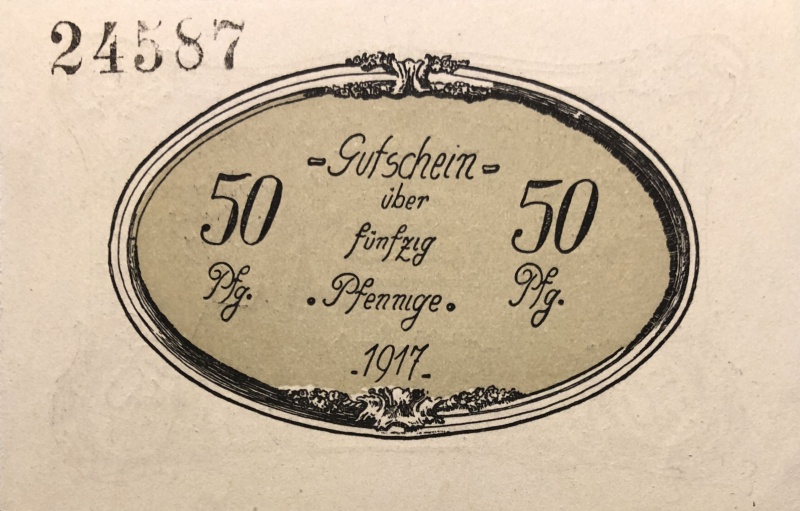 24587
- Gutschein -
über
50 fünfzig 50
Pfg. • Pfennige • Pfg.
- 1917 -